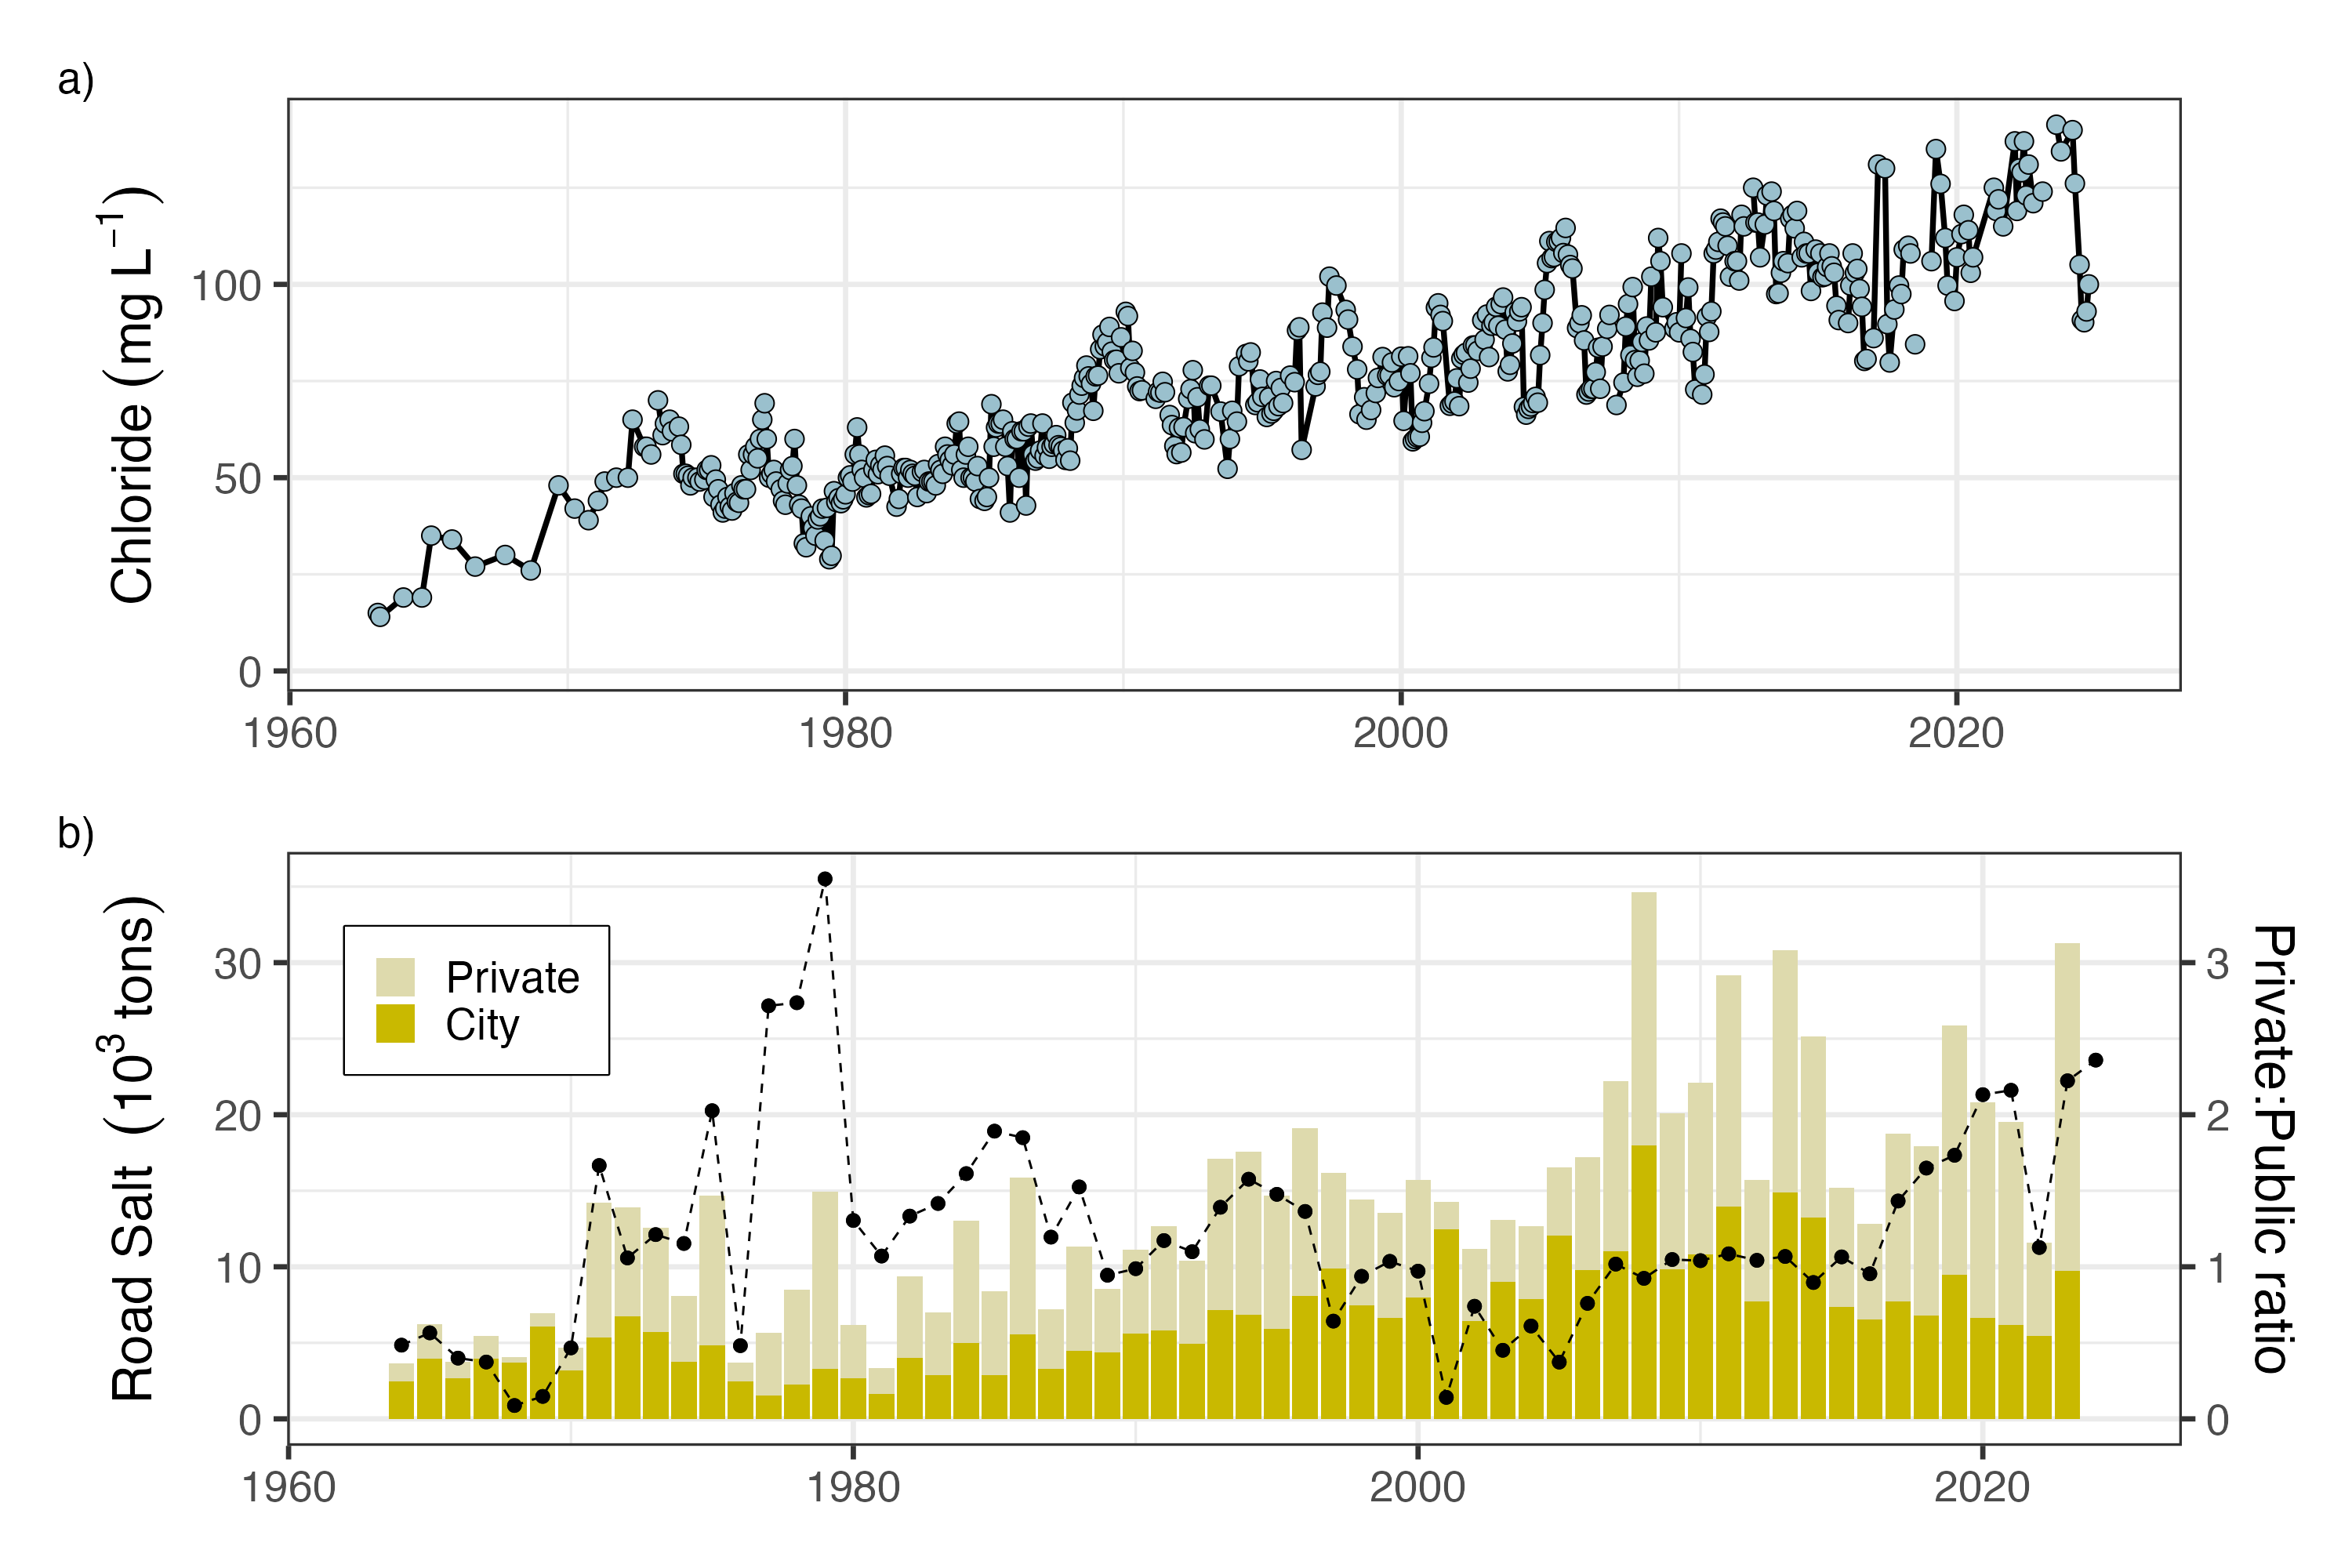 a)
Chloride (mg L⁻¹)
100
50
0
1960 1980 2000 2020
b)
Road Salt (10³ tons)
30
20
10
0
Private
City
3
2
1
0
Private:Public ratio
1960 1980 2000 2020